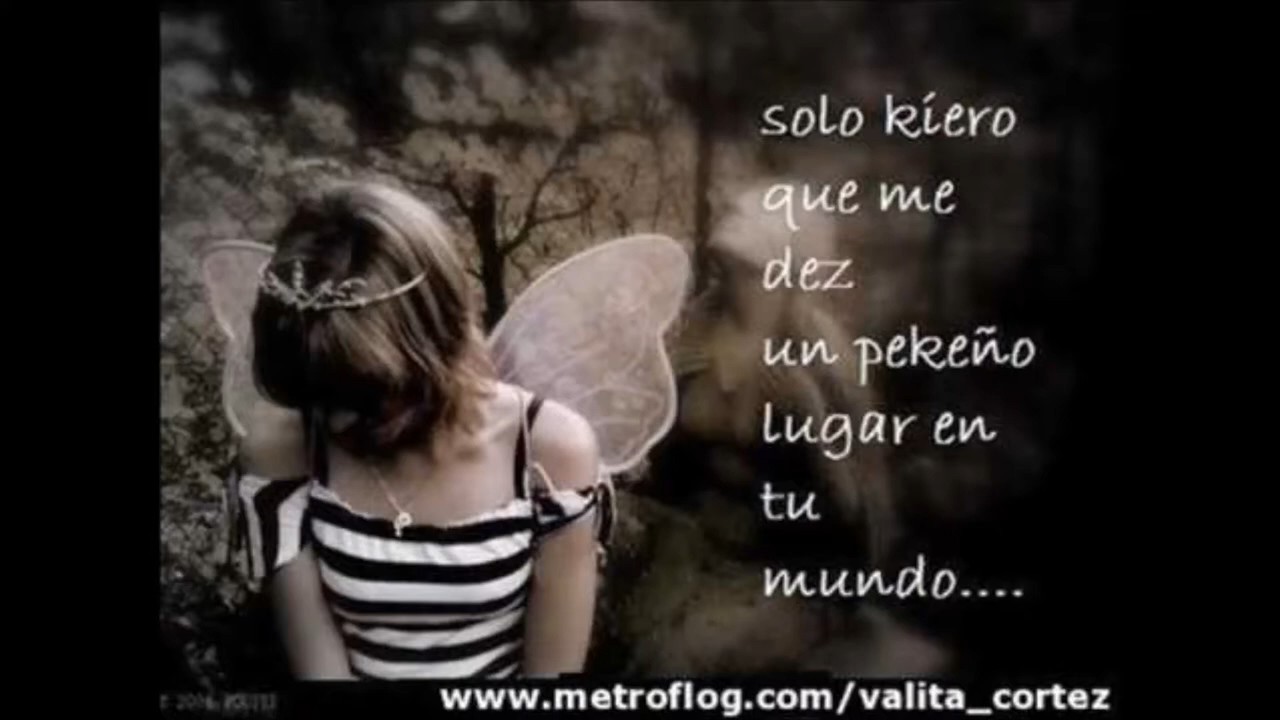 solo kiero
que me
dez
un pekeño
lugar en
tu
mundo....
www.metroflog.com/valita_cortez